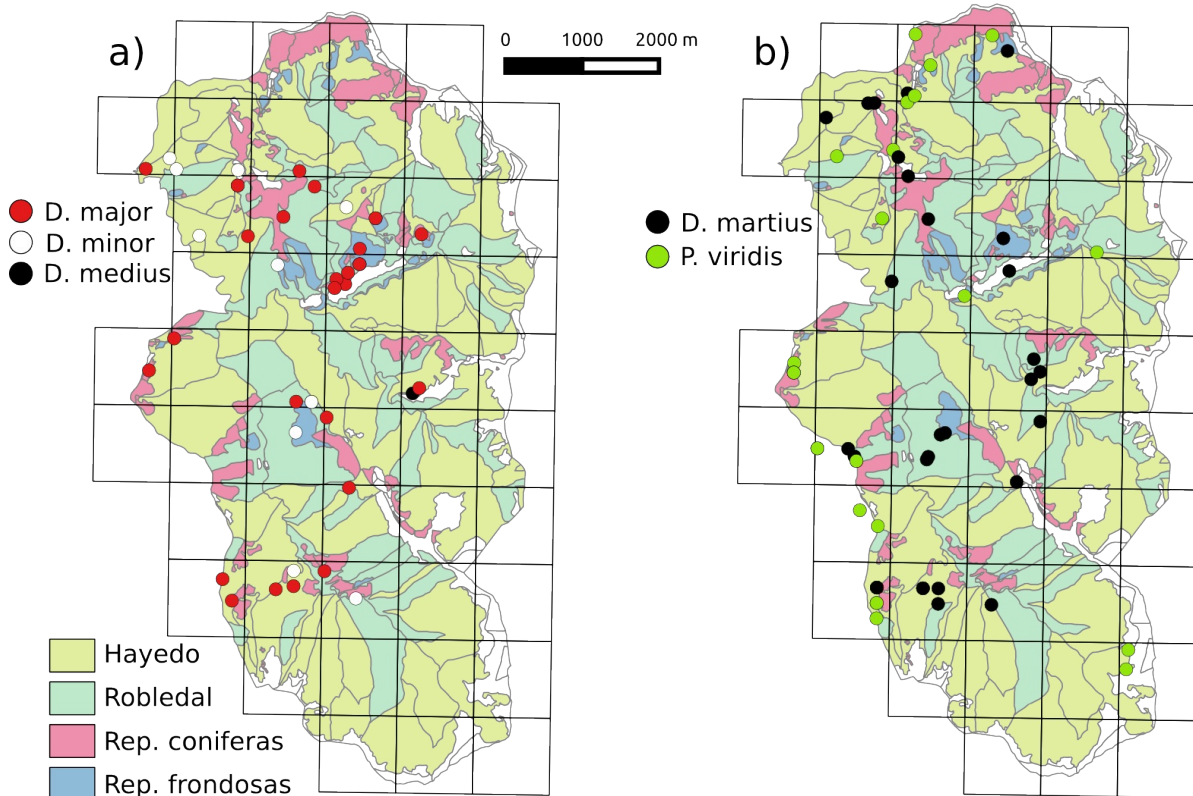 a)
0 1000 2000 m
b)
D. major
D. minor
D. medius
D. martius
P. viridis
Hayedo
Robledal
Rep. coniferas
Rep. frondosas